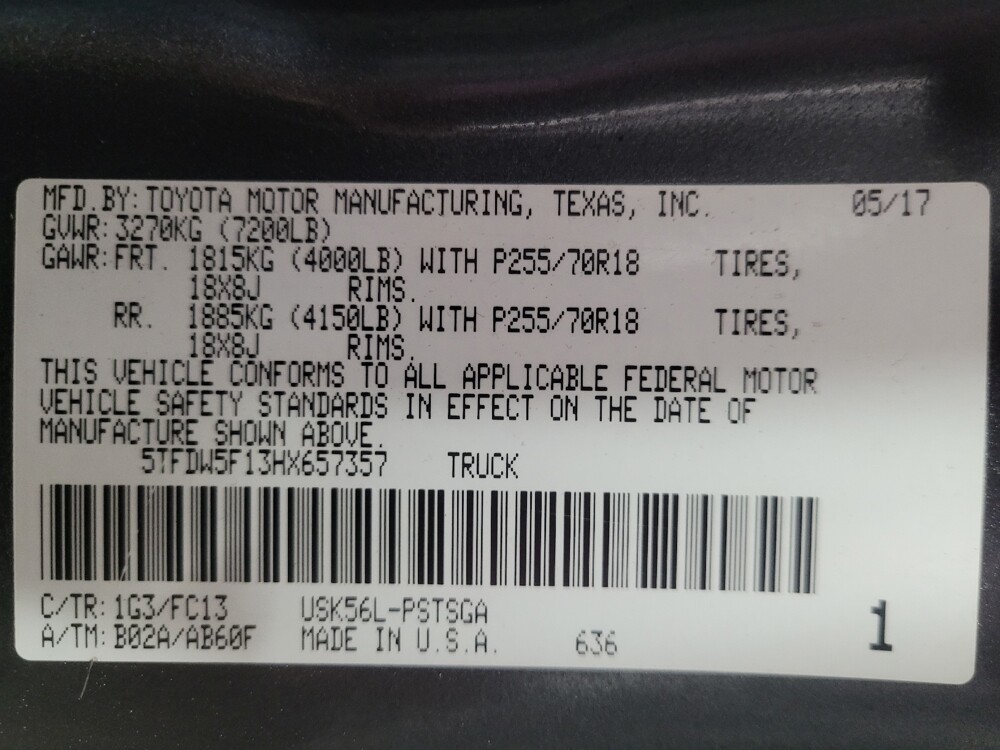 MFD.BY: TOYOTA MOTOR MANUFACTURING, TEXAS, INC. 05/17
GVWR: 3270KG (7200LB)
GAWR: FRT. 1815KG (4000LB) WITH P255/70R18 TIRES,
18X8J RIMS.
RR. 1885KG (4150LB) WITH P255/70R18 TIRES,
18X8J RIMS.
THIS VEHICLE CONFORMS TO ALL APPLICABLE FEDERAL MOTOR
VEHICLE SAFETY STANDARDS IN EFFECT ON THE DATE OF
MANUFACTURE SHOWN ABOVE.
5TFDW5F13HX657357 TRUCK
C/TR: 1G3/FC13 USK56L-PSTSGA
A/TM: B02A/AB60F MADE IN U.S.A. 636 1